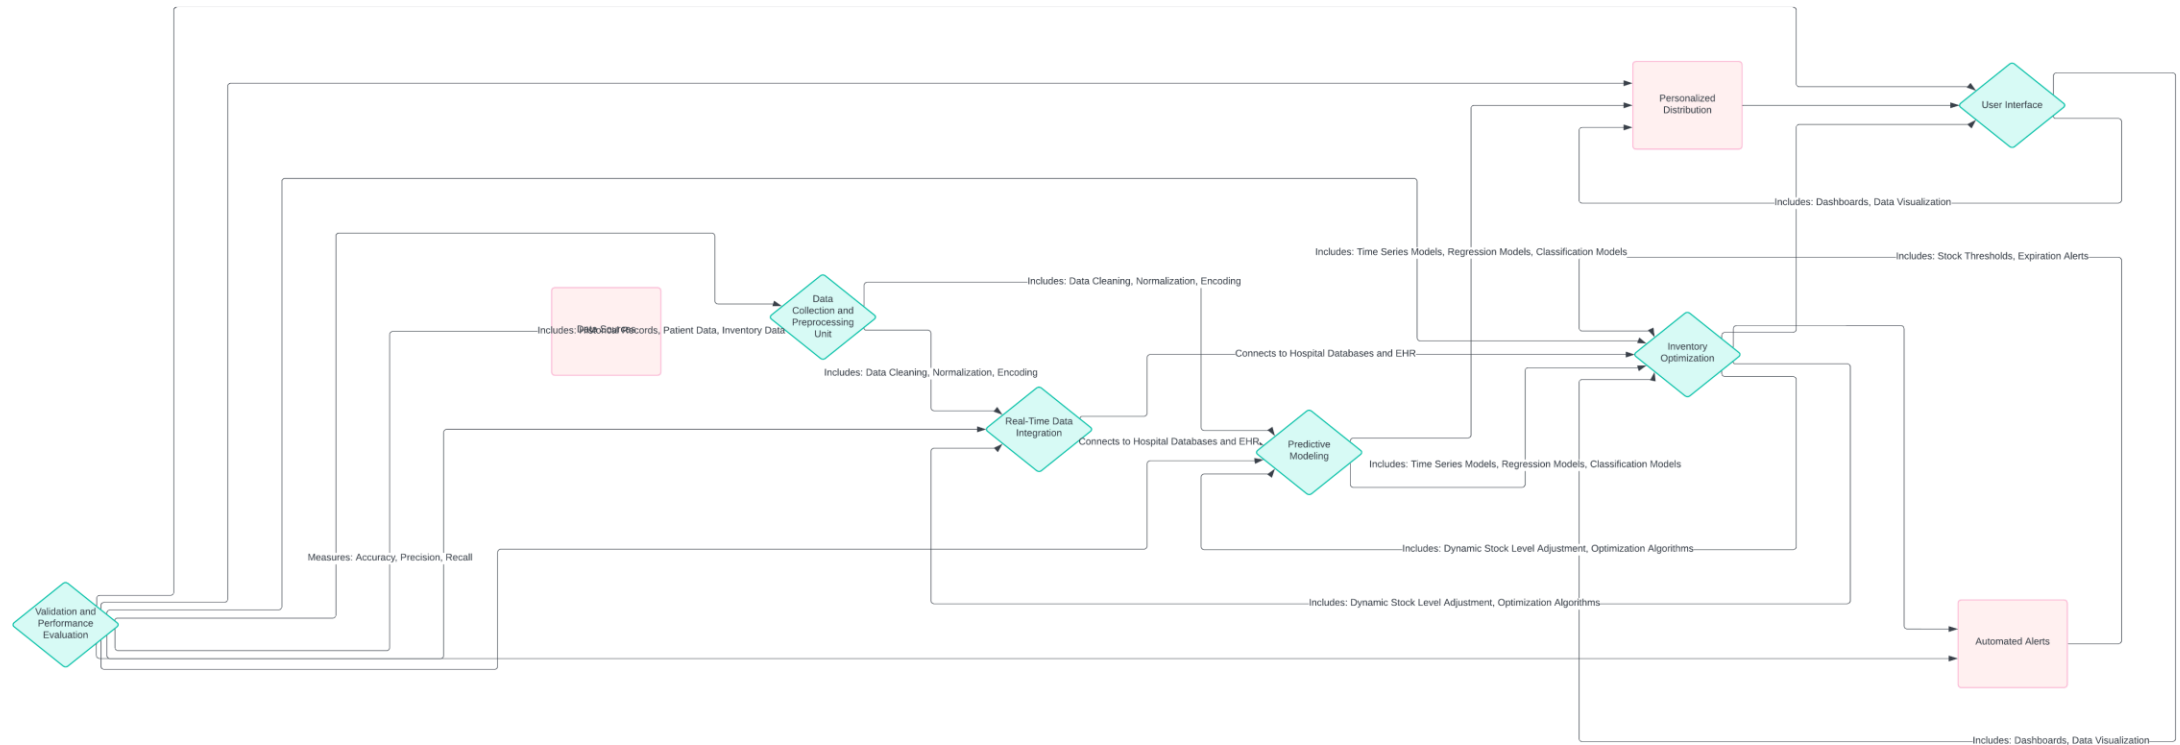 Personalized
Distribution
User Interface
Includes: Dashboards, Data Visualization
Includes: Time Series Models, Regression Models, Classification Models
Includes: Stock Thresholds, Expiration Alerts
Includes: Data Cleaning, Normalization, Encoding
Data
Collection and
Preprocessing
Unit
Data Sources
Includes: Historical Records, Patient Data, Inventory Data
Inventory
Optimization
Connects to Hospital Databases and EHR
Includes: Data Cleaning, Normalization, Encoding
Real-Time Data
Integration
Connects to Hospital Databases and EHR
Predictive
Modeling
Includes: Time Series Models, Regression Models, Classification Models
Includes: Dynamic Stock Level Adjustment, Optimization Algorithms
Measures: Accuracy, Precision, Recall
Includes: Dynamic Stock Level Adjustment, Optimization Algorithms
Validation and
Performance
Evaluation
Automated Alerts
Includes: Dashboards, Data Visualization